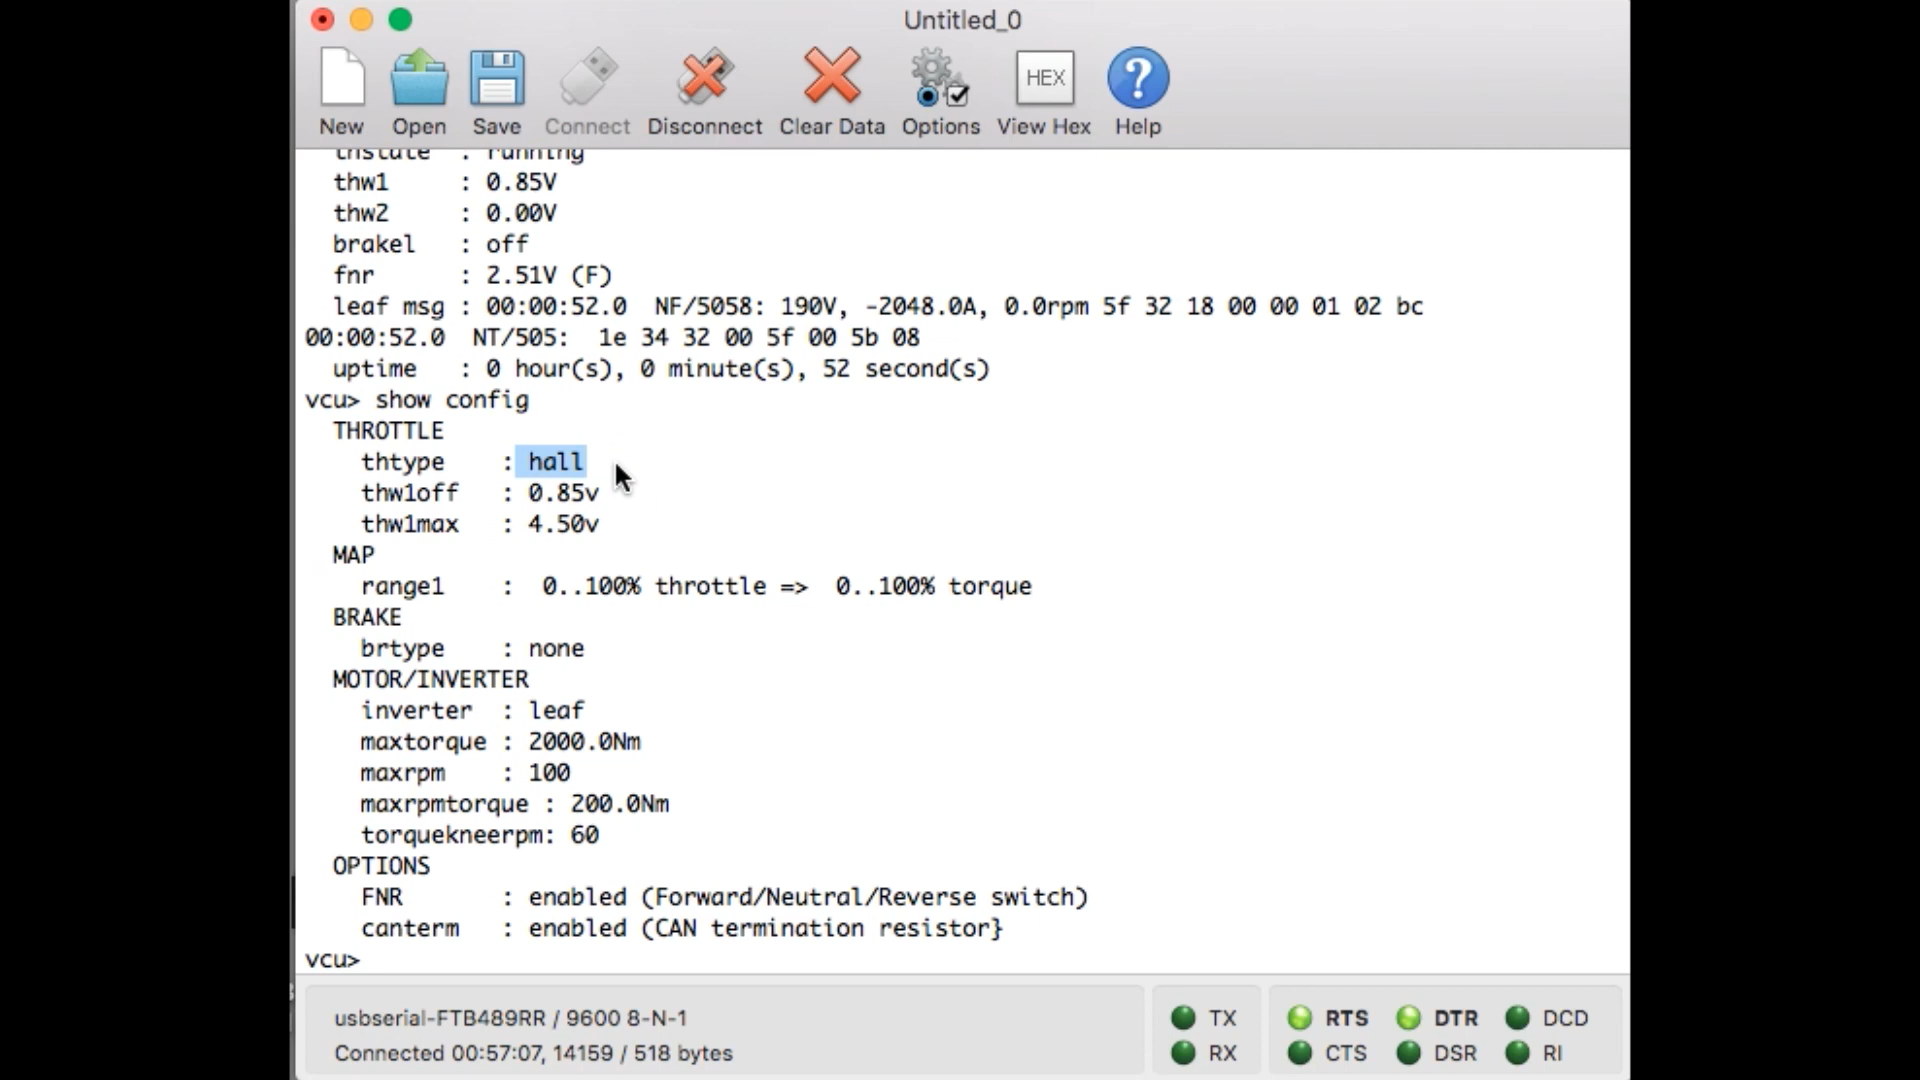 Untitled_0
New Open Save Connect Disconnect Clear Data Options HEX View Hex Help
thstate : running
thw1 : 0.85V
thw2 : 0.00V
brakel : off
fnr : 2.51V (F)
leaf msg : 00:00:52.0 NF/5058: 190V, -2048.0A, 0.0rpm 5f 32 18 00 00 01 02 bc
00:00:52.0 NT/505: 1e 34 32 00 5f 00 5b 08
uptime : 0 hour(s), 0 minute(s), 52 second(s)
vcu> show config
THROTTLE
thtype : hall
thw1off : 0.85v
thw1max : 4.50v
MAP
range1 : 0..100% throttle => 0..100% torque
BRAKE
brtype : none
MOTOR/INVERTER
inverter : leaf
maxtorque : 2000.0Nm
maxrpm : 100
maxrpmtorque : 200.0Nm
torquekneerpm: 60
OPTIONS
FNR : enabled (Forward/Neutral/Reverse switch)
canterm : enabled (CAN termination resistor}
vcu>
usbserial-FTB489RR / 9600 8-N-1
Connected 00:57:07, 14159 / 518 bytes
TX RTS DTR DCD
RX CTS DSR RI